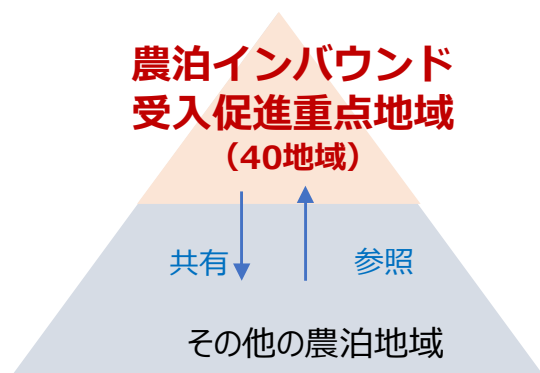 農泊インバウンド
受入促進重点地域
（40地域）
共有
参照
その他の農泊地域